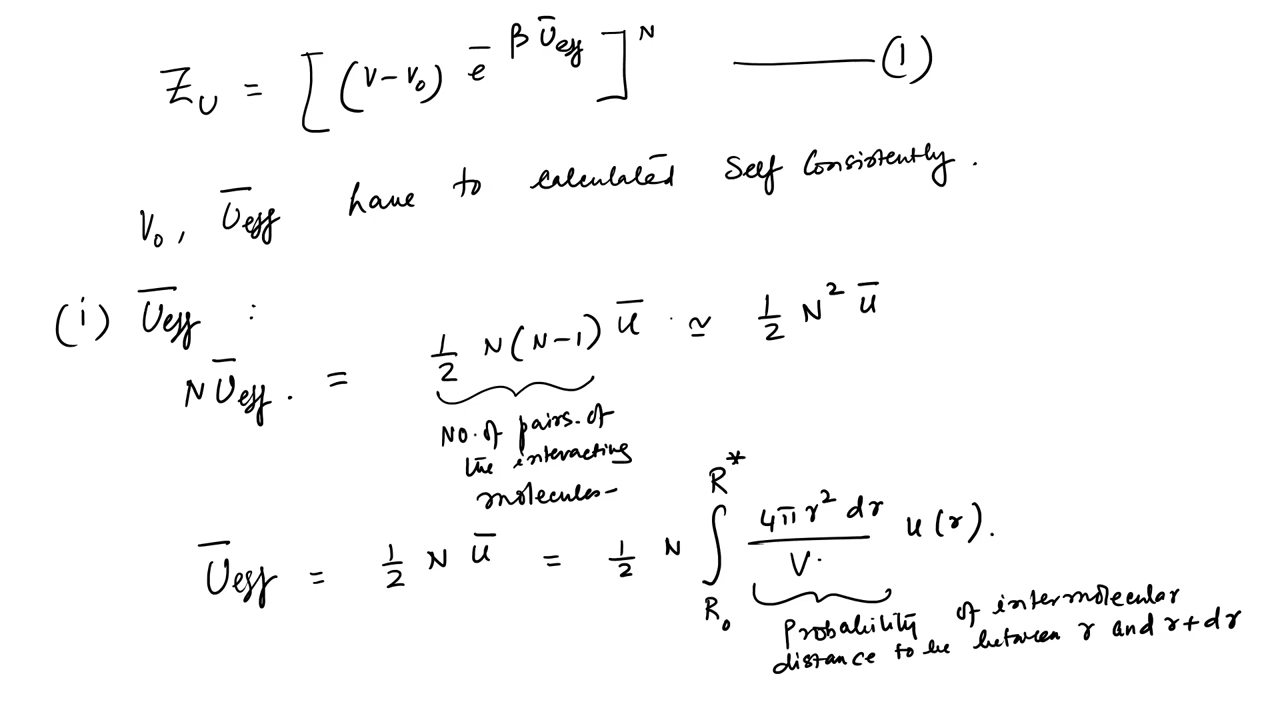 Z_U = [(V-V₀) e^{-βŪ_eff}]^N ——— (1)
V₀, Ū_eff have to calculated Self Consistently.
(i) Ū_eff :
NŪ_eff. = 1/2 N(N-1) ū ≃ 1/2 N² ū
No. of pairs. of
the interacting
molecules-
Ū_eff = 1/2 N ū = 1/2 N ∫_{R₀}^{R*} 4πr² dr / V. u(r).
Probability of intermolecular
distance to be between r and r+dr